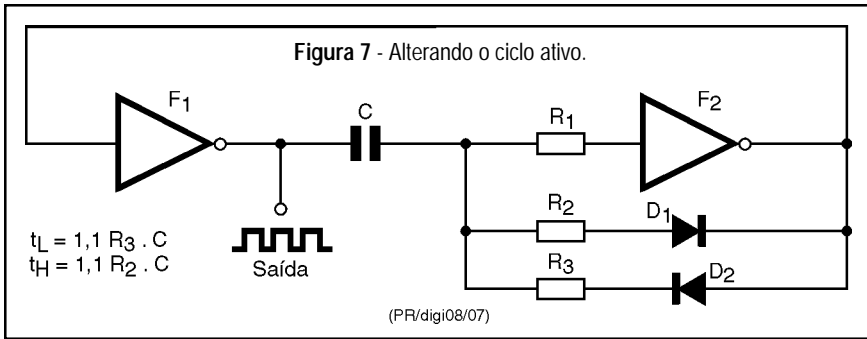 Figura 7 - Alterando o ciclo ativo.
F1
C
R1
F2
R2
D1
R3
D2
tL = 1,1 R3 . C
tH = 1,1 R2 . C
Saída
(PR/digi08/07)